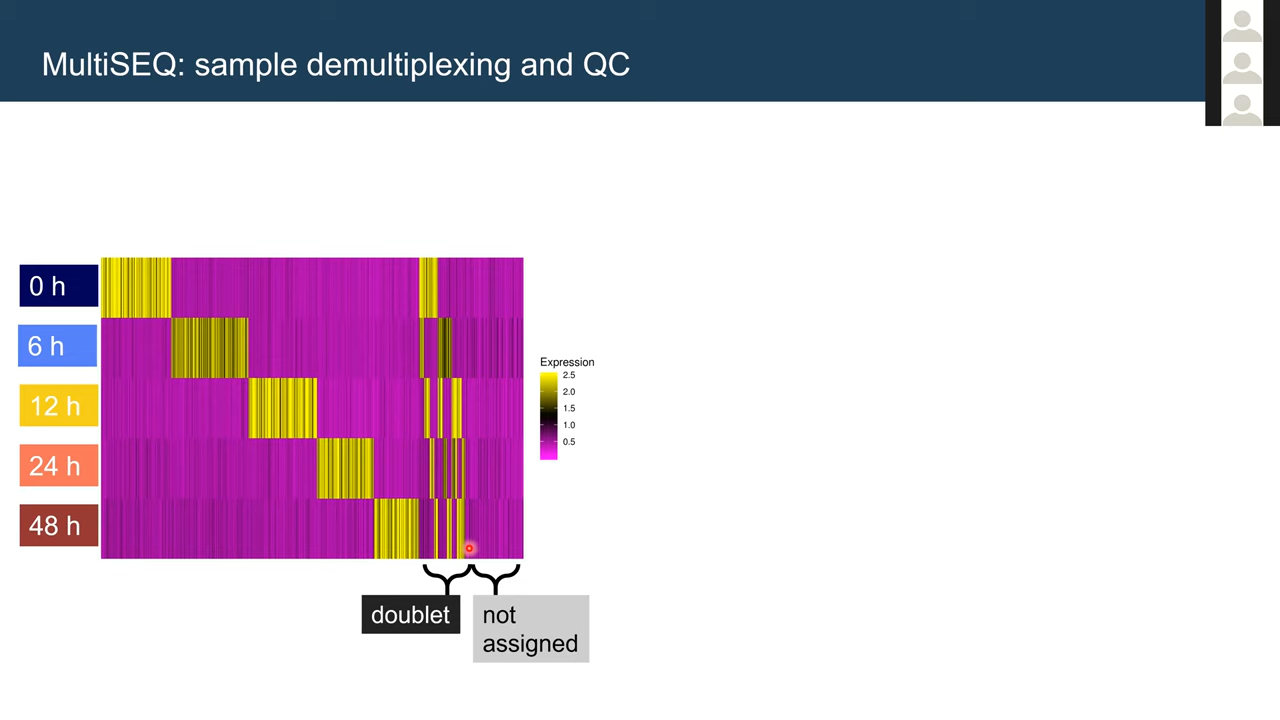 MultiSEQ: sample demultiplexing and QC
0 h
6 h
12 h
24 h
48 h
Expression
2.5
2.0
1.5
1.0
0.5
doublet
not
assigned